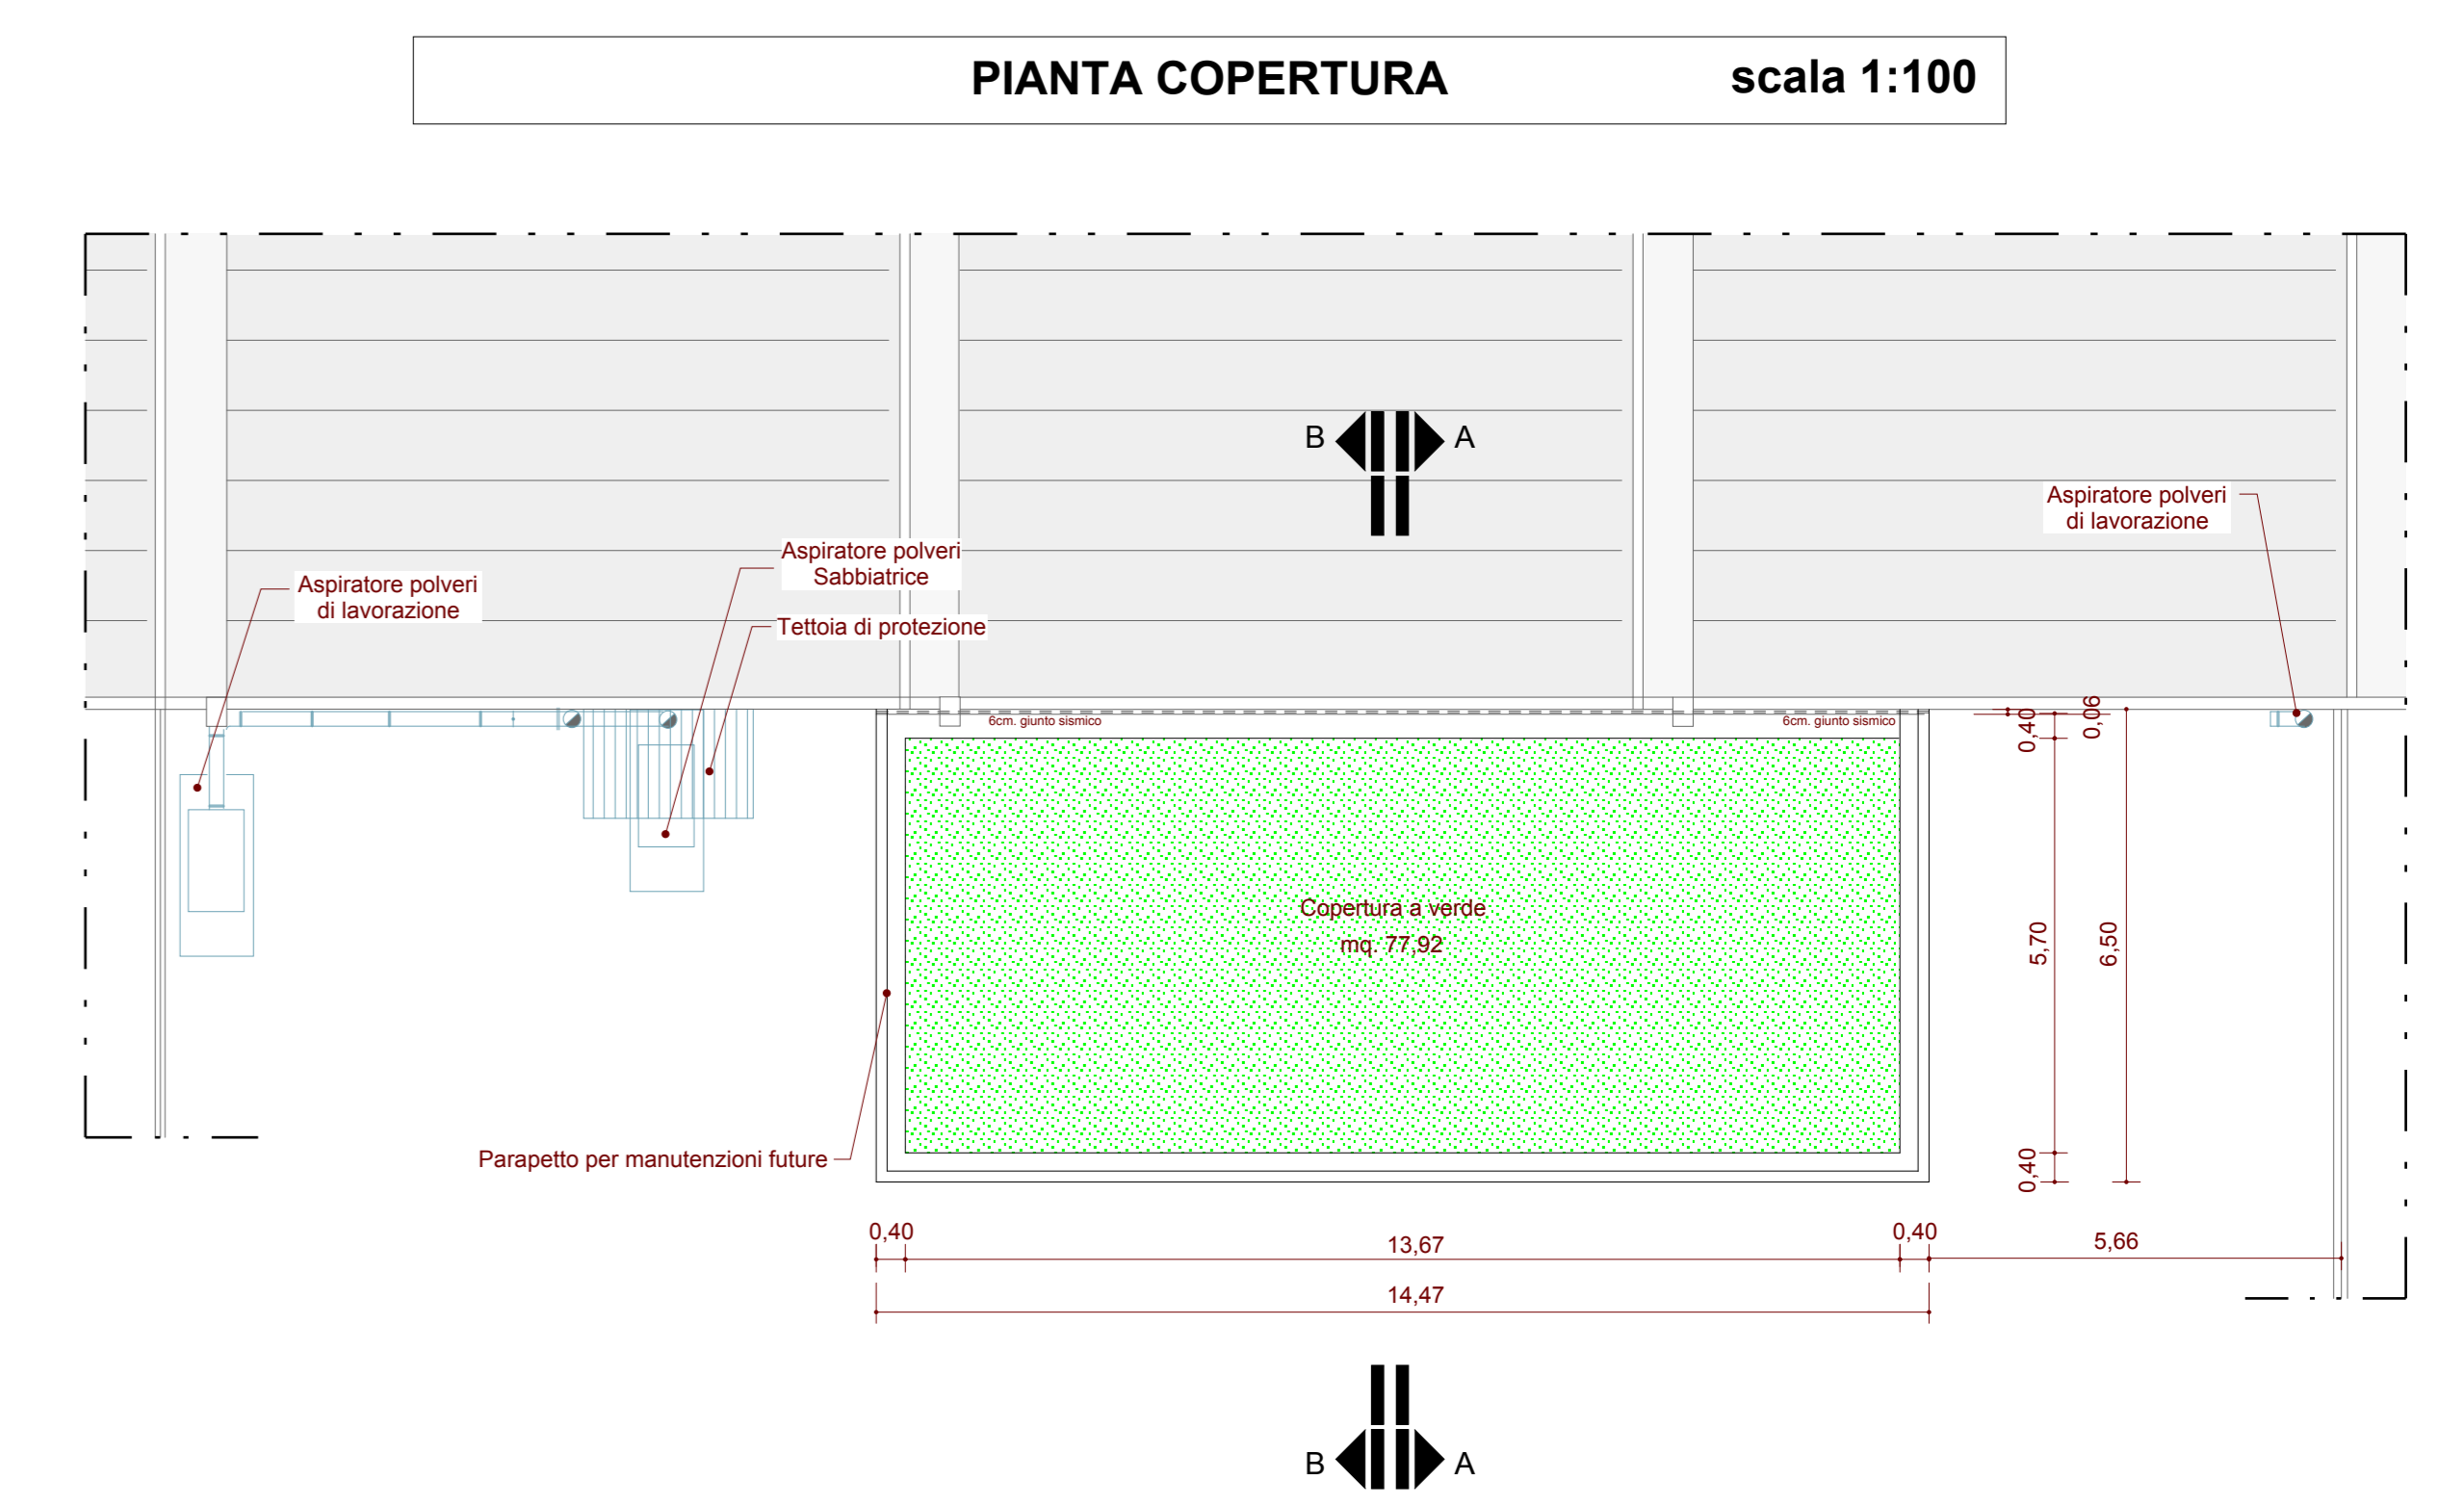 PIANTA COPERTURA scala 1:100
B A
Aspiratore polveri
di lavorazione
Aspiratore polveri
Sabbiatrice
Aspiratore polveri
di lavorazione
Tettoia di protezione
6cm. giunto sismico
6cm. giunto sismico
0,40
0,06
Copertura a verde
mq. 77,92
5,70
6,50
Parapetto per manutenzioni future
0,40
0,40
13,67
0,40
5,66
14,47
B A